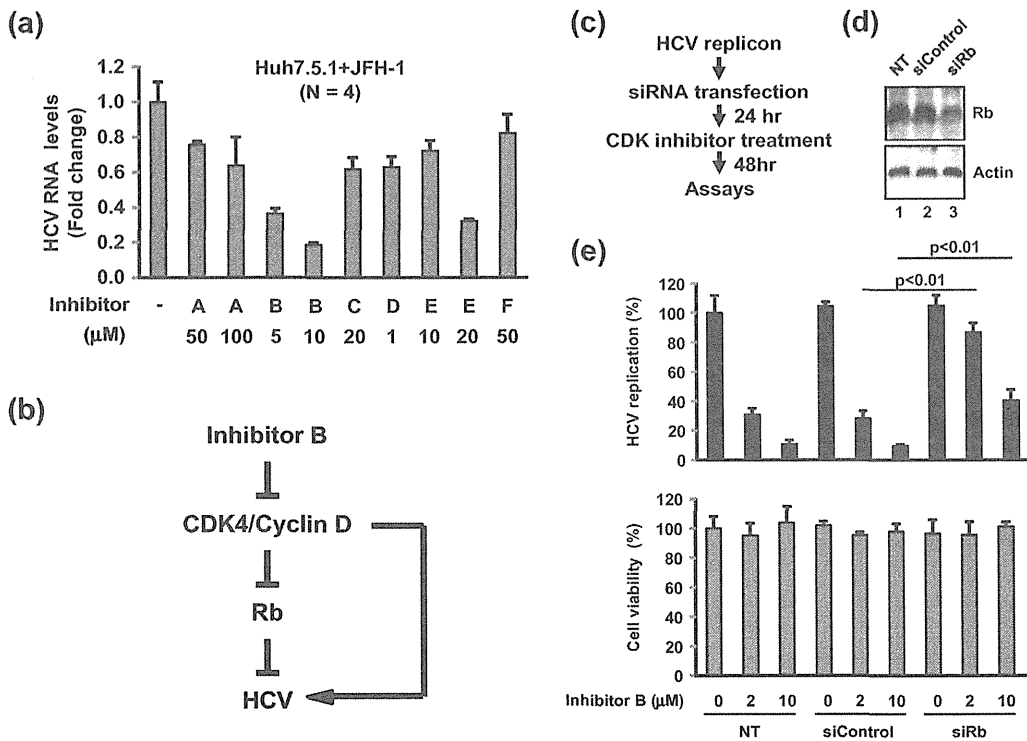 (a)
Huh7.5.1+JFH-1
(N = 4)
HCV RNA levels
(Fold change)
1.2
1.0
0.8
0.6
0.4
0.2
0.0
Inhibitor - A A B B C D E E F
(µM) 50 100 5 10 20 1 10 20 50
(b)
Inhibitor B
CDK4/Cyclin D
Rb
HCV
(c)
HCV replicon
siRNA transfection
24 hr
CDK inhibitor treatment
48hr
Assays
(d)
NT siControl siRb
Rb
Actin
1 2 3
(e)
p<0.01
p<0.01
HCV replication (%)
120
100
80
60
40
20
0
Cell viability (%)
120
100
80
60
40
20
0
Inhibitor B (µM) 0 2 10 0 2 10 0 2 10
NT siControl siRb